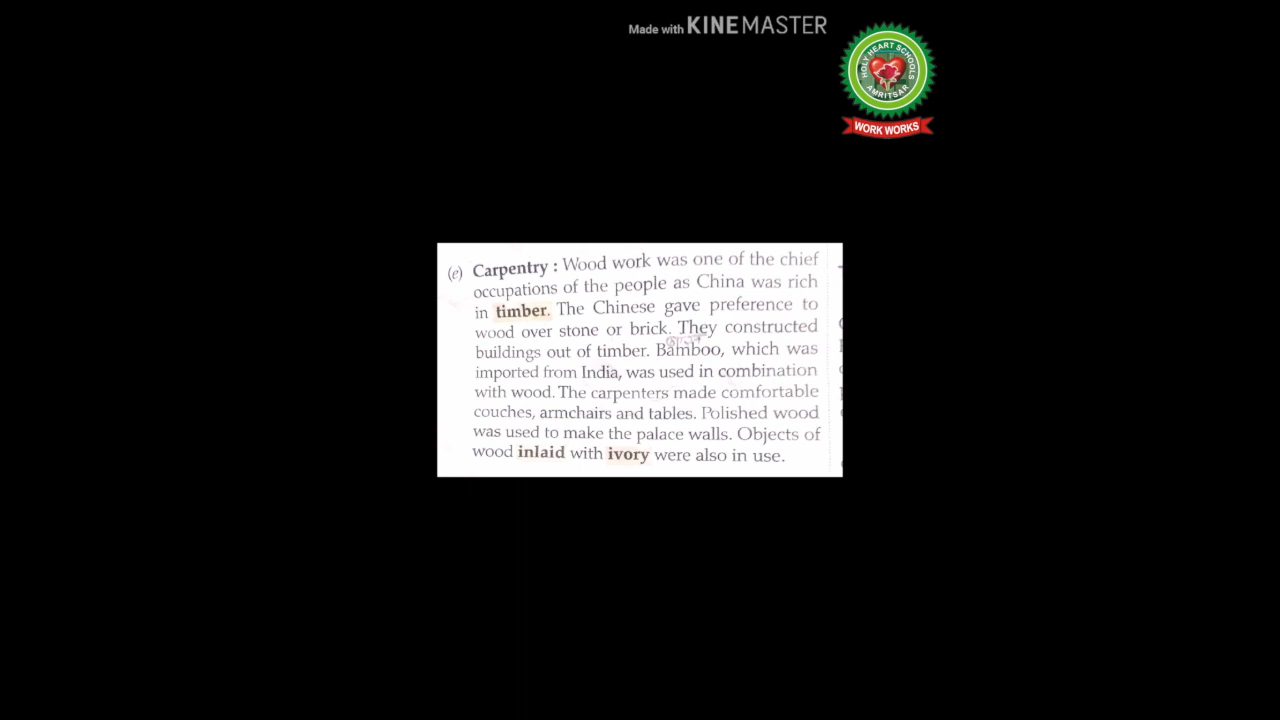 Made with KINEMASTER
HOLY HEART SCHOOLS
AMRITSAR
WORK WORKS
(e) Carpentry : Wood work was one of the chief
occupations of the people as China was rich
in timber. The Chinese gave preference to
wood over stone or brick. They constructed
buildings out of timber. Bamboo, which was
imported from India, was used in combination
with wood. The carpenters made comfortable
couches, armchairs and tables. Polished wood
was used to make the palace walls. Objects of
wood inlaid with ivory were also in use.